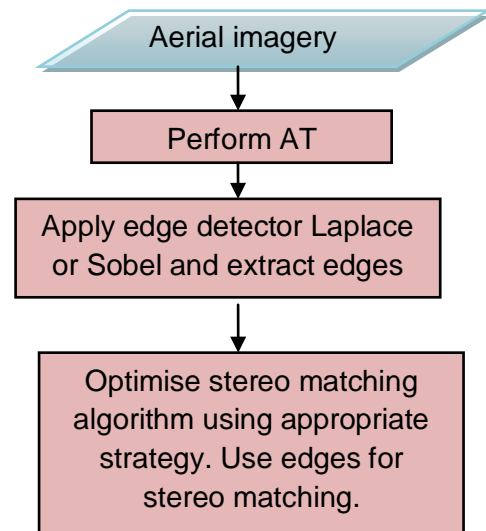 Aerial imagery
Perform AT
Apply edge detector Laplace
or Sobel and extract edges
Optimise stereo matching
algorithm using appropriate
strategy. Use edges for
stereo matching.